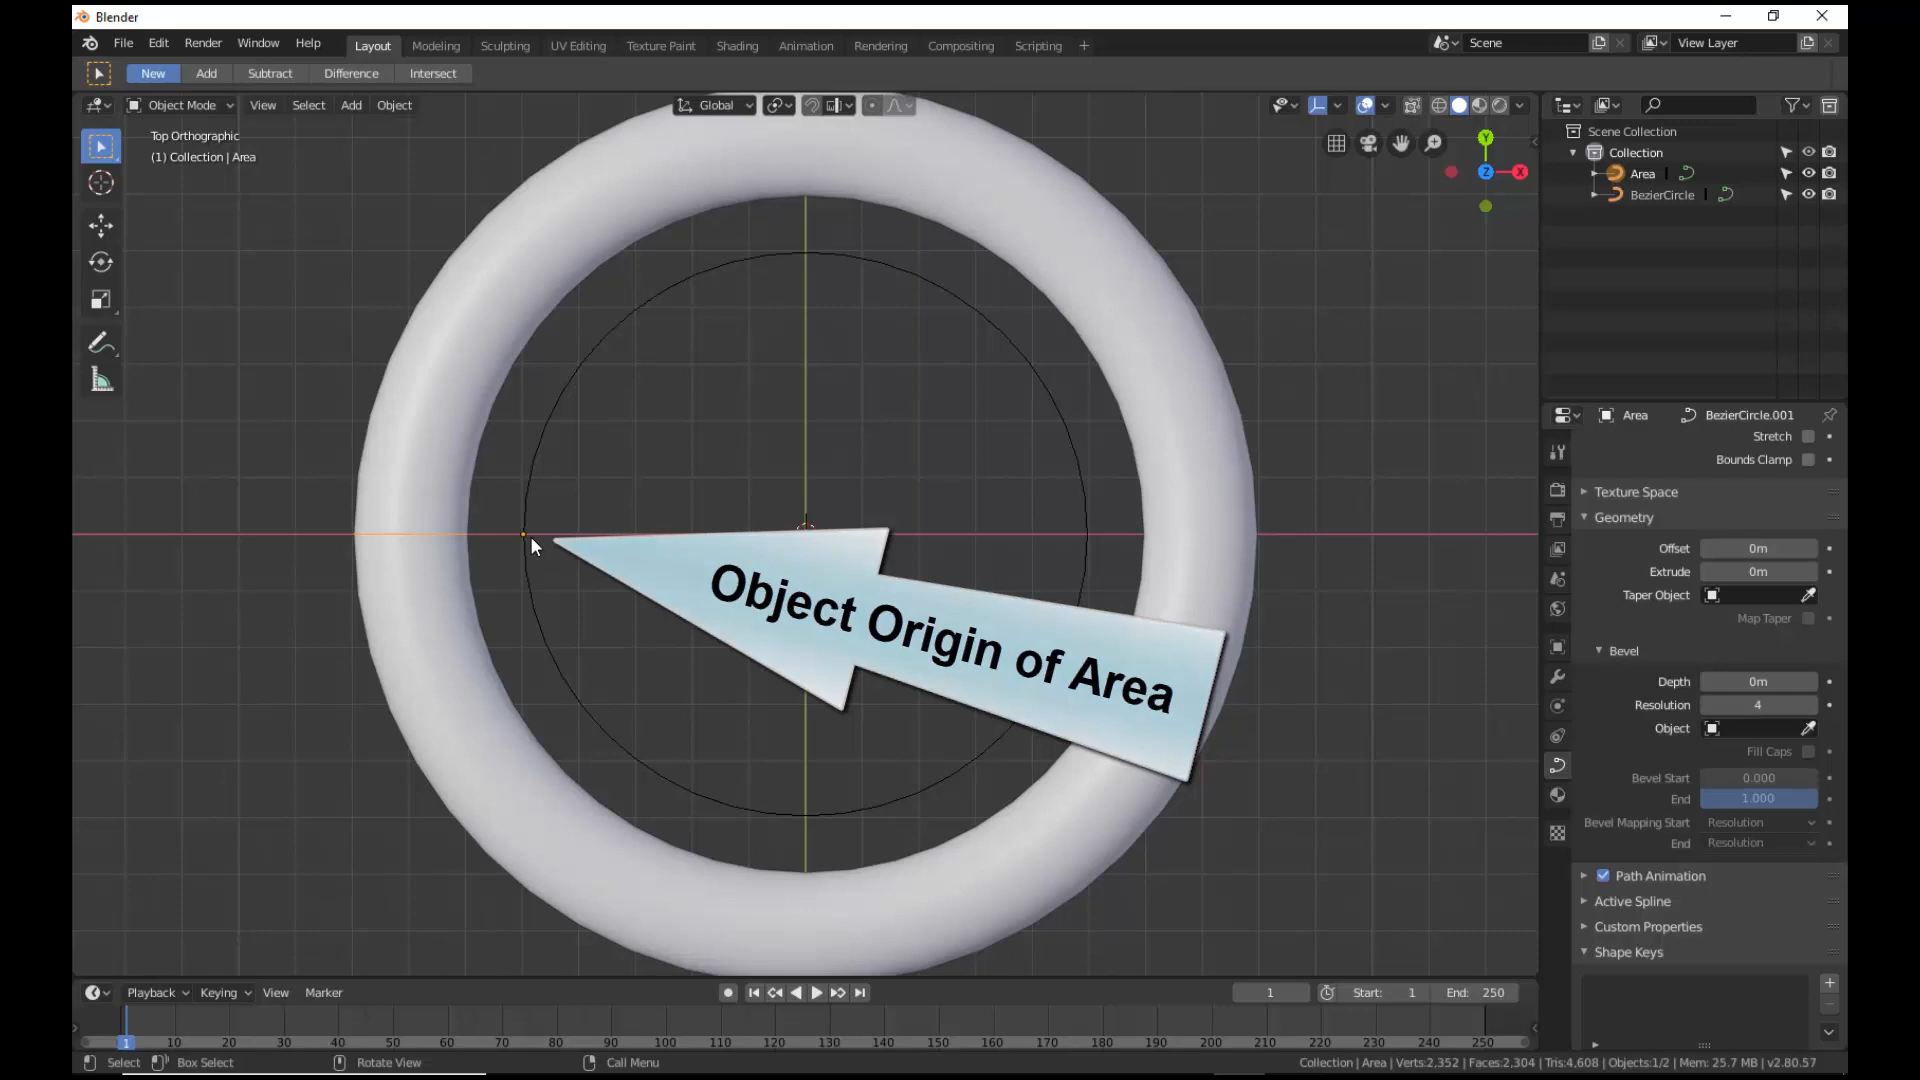 Blender
File Edit Render Window Help Layout Modeling Sculpting UV Editing Texture Paint Shading Animation Rendering Compositing Scripting + Scene View Layer
New Add Subtract Difference Intersect
Object Mode View Select Add Object Global
Top Orthographic
(1) Collection | Area
Y
Z X
Scene Collection
Collection
Area
BezierCircle
Area BezierCircle.001
Stretch
Bounds Clamp
Texture Space
Geometry
Offset 0m
Extrude 0m
Taper Object
Map Taper
Bevel
Depth 0m
Resolution 4
Object
Fill Caps
Bevel Start 0.000
End 1.000
Bevel Mapping Start Resolution
End Resolution
Path Animation
Active Spline
Custom Properties
Shape Keys
Object Origin of Area
Playback Keying View Marker 1 Start: 1 End: 250
1 10 20 30 40 50 60 70 80 90 100 110 120 130 140 150 160 170 180 190 200 210 220 230 240 250
Select Box Select Rotate View Call Menu Collection | Area | Verts:2,352 | Faces:2,304 | Tris:4,608 | Objects:1/2 | Mem: 25.7 MB | v2.80.57